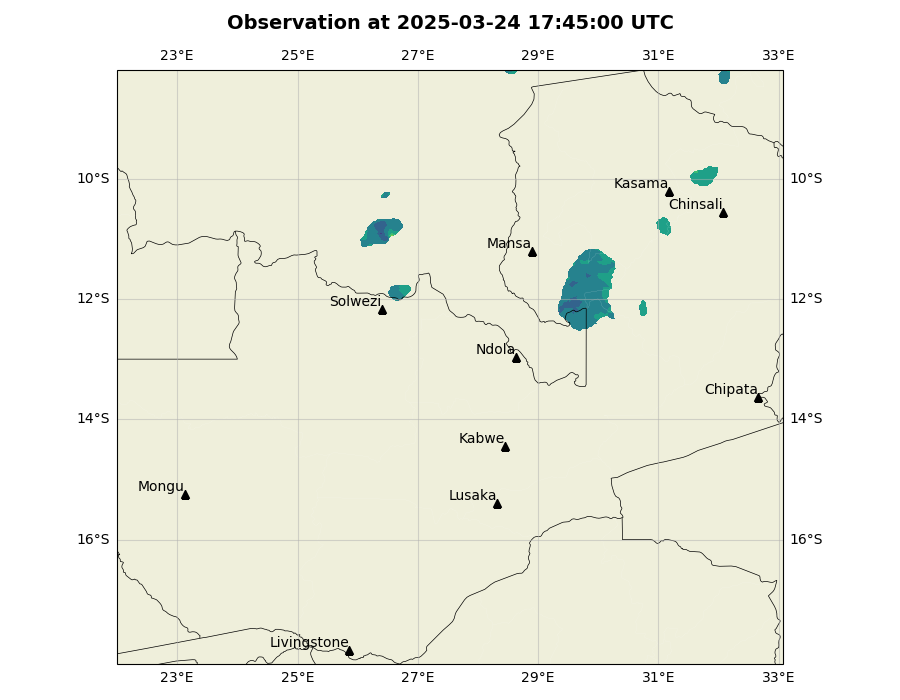 Observation at 2025-03-24 17:45:00 UTC
23°E 25°E 27°E 29°E 31°E 33°E
10°S 10°S
Kasama
Chinsali
Mansa
12°S 12°S
Solwezi
Ndola
Chipata
14°S 14°S
Kabwe
Mongu
Lusaka
16°S 16°S
Livingstone
23°E 25°E 27°E 29°E 31°E 33°E